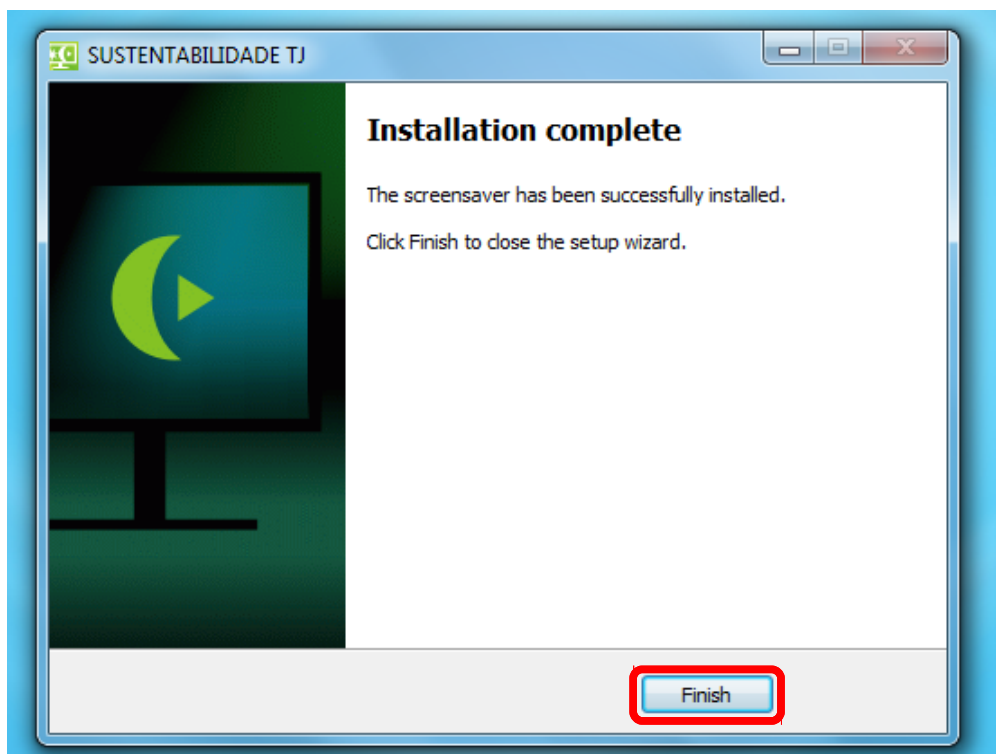 SUSTENTABILIDADE TJ
Installation complete
The screensaver has been successfully installed.
Click Finish to close the setup wizard.
Finish